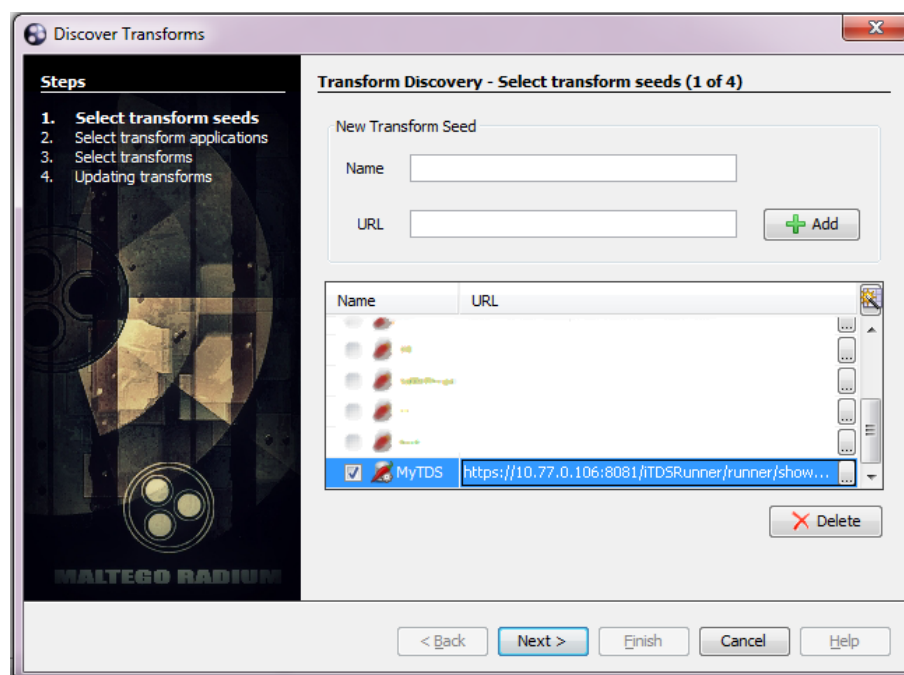 Discover Transforms
Steps
1. Select transform seeds
2. Select transform applications
3. Select transforms
4. Updating transforms
MALTEGO RADIUM
Transform Discovery - Select transform seeds (1 of 4)
New Transform Seed
Name
URL
Add
Name URL
...
...
...
...
...
MyTDS https://10.77.0.106:8081/iTDSRunner/runner/show... ...
Delete
< Back Next > Finish Cancel Help